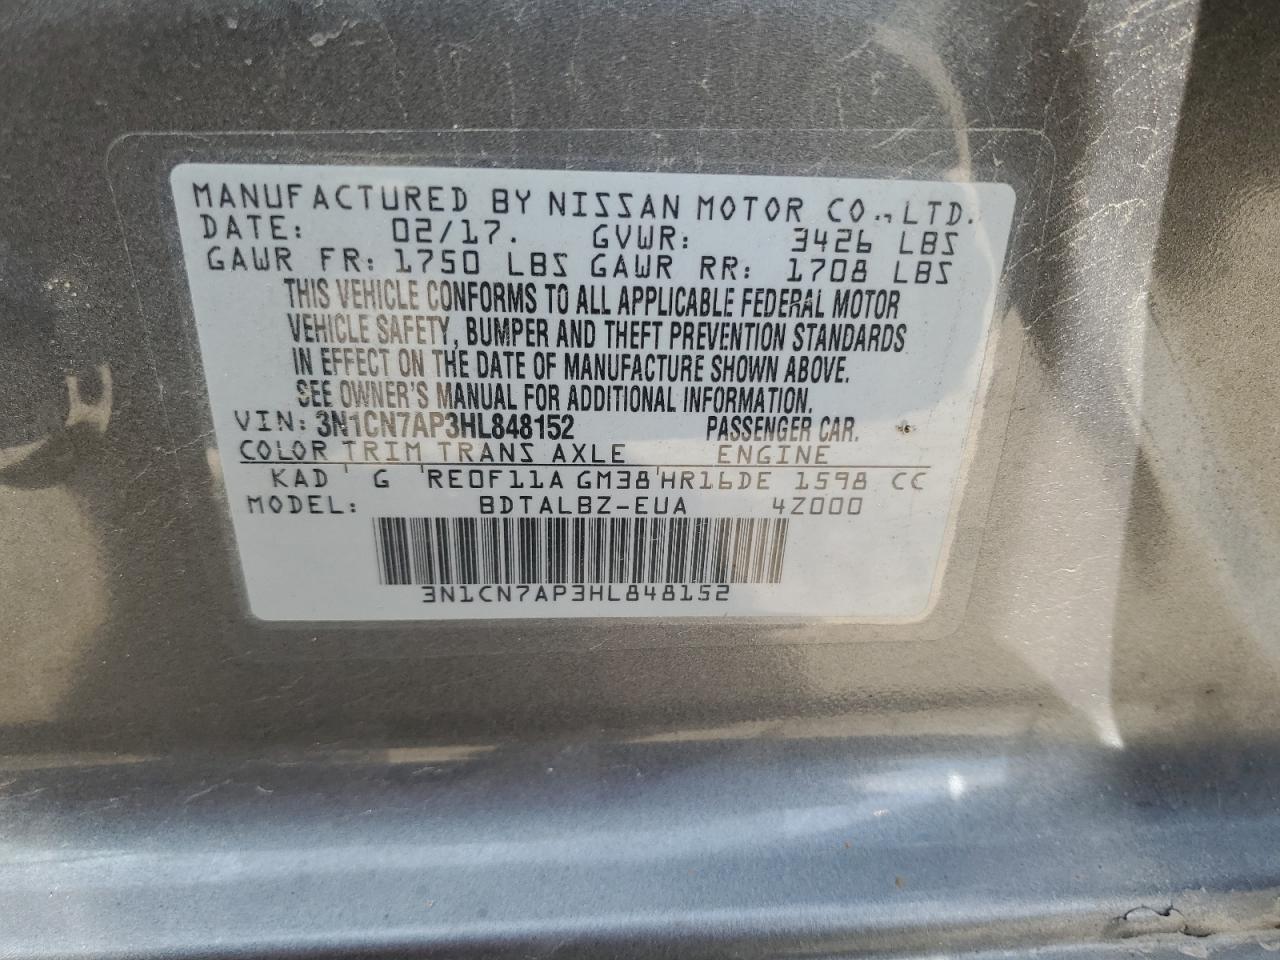 MANUFACTURED BY NISSAN MOTOR CO., LTD.
DATE: 02/17. GVWR: 3426 LBS
GAWR FR: 1750 LBS GAWR RR: 1708 LBS
THIS VEHICLE CONFORMS TO ALL APPLICABLE FEDERAL MOTOR
VEHICLE SAFETY, BUMPER AND THEFT PREVENTION STANDARDS
IN EFFECT ON THE DATE OF MANUFACTURE SHOWN ABOVE.
SEE OWNER'S MANUAL FOR ADDITIONAL INFORMATION.
VIN: 3N1CN7AP3HL848152 PASSENGER CAR.
COLOR TRIM TRANS AXLE ENGINE
KAD G RE0F11A GM38 HR16DE 1598 CC
MODEL: BDTALBZ-EUA 4Z000
3N1CN7AP3HL848152